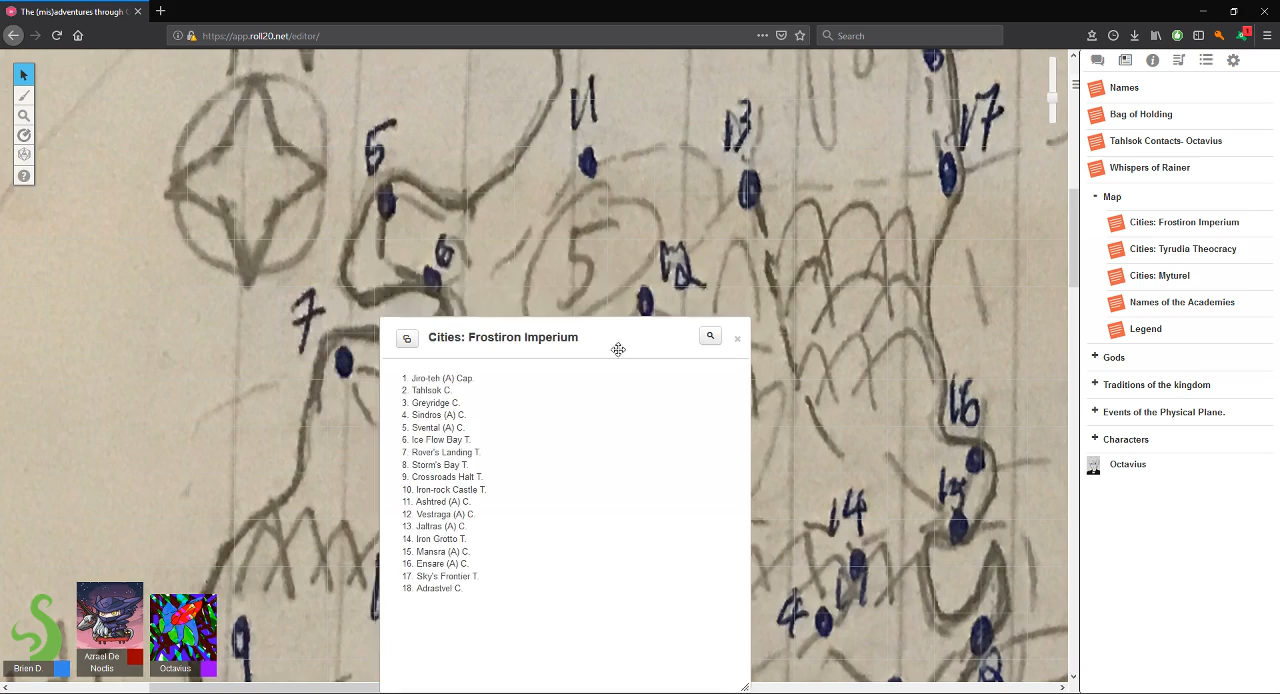 The (mis)adventures through
https://app.roll20.net/editor/
Search
1
Names
Bag of Holding
Tahlsok Contacts- Octavius
Whispers of Rainer
Map
Cities: Frostiron Imperium
Cities: Tyrudia Theocracy
Cities: Myturel
Names of the Academies
Legend
Gods
Traditions of the kingdom
Events of the Physical Plane.
Characters
Octavius
11
13
17
5
6
5
12
7
16
15
14
4
9
Cities: Frostiron Imperium
1. Jiro-teh (A) Cap.
2. Tahlsok C.
3. Greyridge C.
4. Sindros (A) C.
5. Svental (A) C.
6. Ice Flow Bay T.
7. Rover's Landing T.
8. Storm's Bay T.
9. Crossroads Halt T.
10. Iron-rock Castle T.
11. Ashtred (A) C.
12. Vestraga (A) C.
13. Jaltras (A) C.
14. Iron Grotto T.
15. Mansra (A) C.
16. Ensare (A) C.
17. Sky's Frontier T.
18. Adrastvel C.
Brien D.
Azrael De
Noctis
Octavius